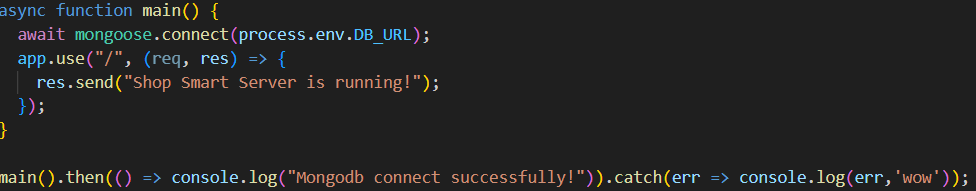 async function main() {
await mongoose.connect(process.env.DB_URL);
app.use("/", (req, res) => {
res.send("Shop Smart Server is running!");
});
}
main().then(() => console.log("Mongodb connect successfully!")).catch(err => console.log(err,'wow'));